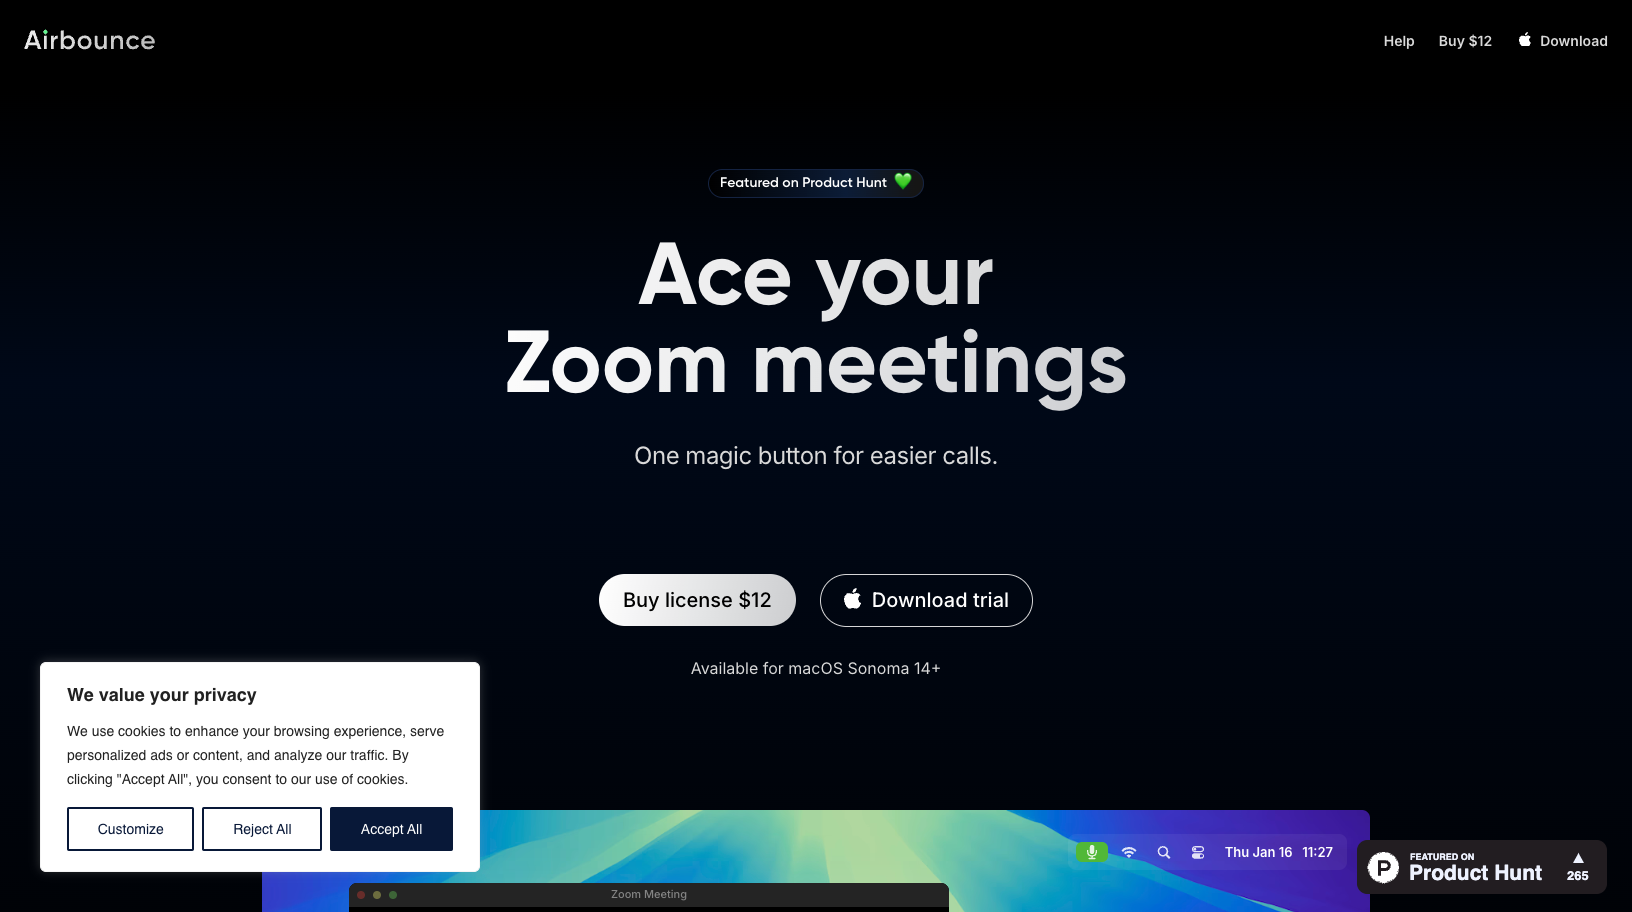 Airbounce
Help
Buy $12
Download
Featured on Product Hunt 💚
Ace your
Zoom meetings
One magic button for easier calls.
Buy license $12
Download trial
Available for macOS Sonoma 14+
We value your privacy
We use cookies to enhance your browsing experience, serve
personalized ads or content, and analyze our traffic. By
clicking "Accept All", you consent to our use of cookies.
Customize
Reject All
Accept All
Thu Jan 16 11:27
Zoom Meeting
P
FEATURED ON
Product Hunt
▲
265